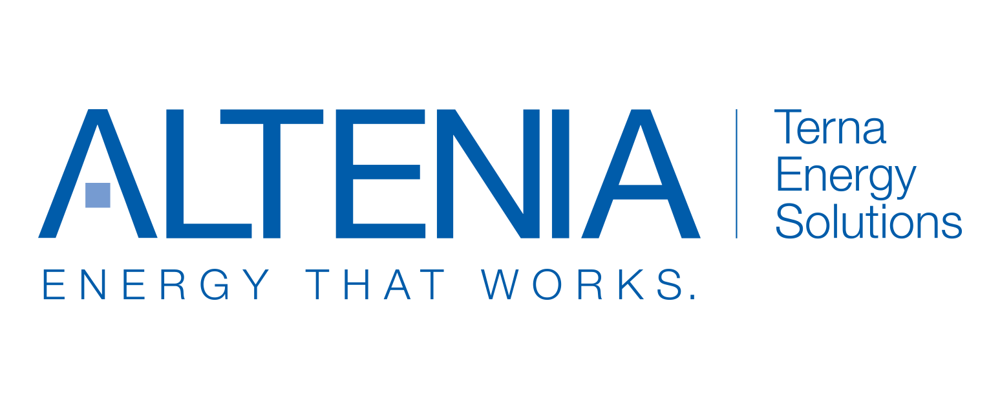 ALTENIA
ENERGY THAT WORKS.
Terna
Energy
Solutions